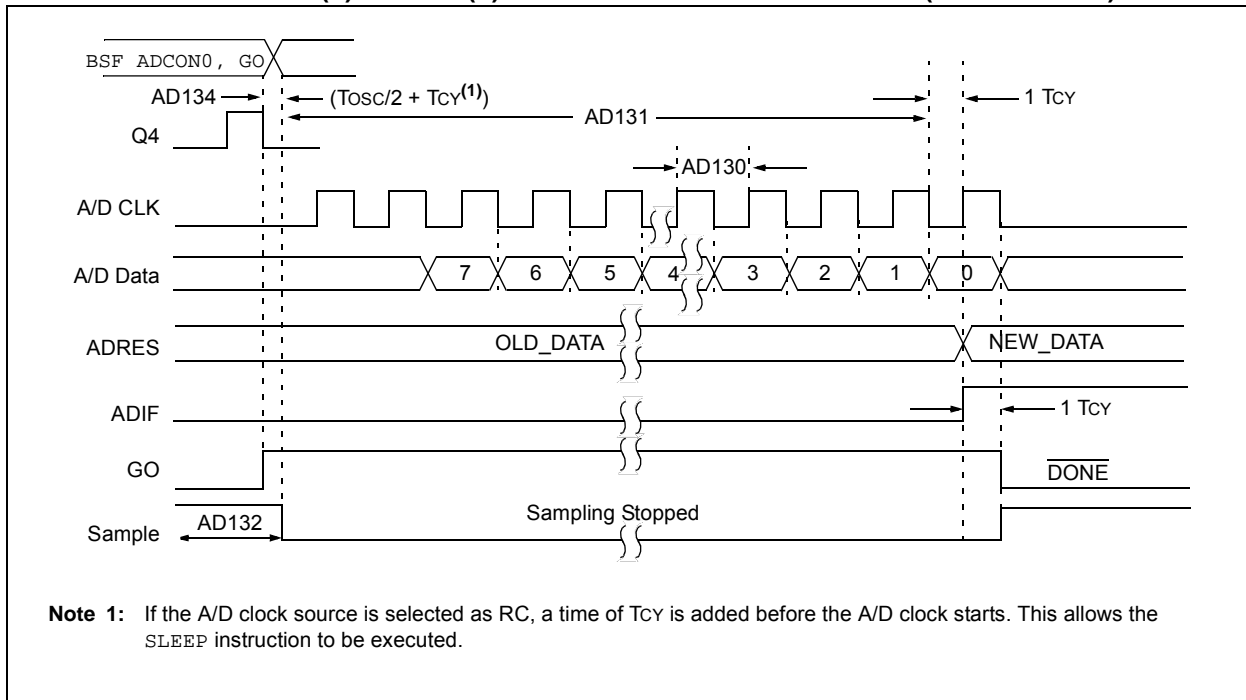 BSF ADCON0, GO
AD134
(TOSC/2 + TCY(1))
1 TCY
AD131
Q4
AD130
A/D CLK
A/D Data
7 6 5 4 3 2 1 0
OLD_DATA
NEW_DATA
ADRES
ADIF
1 TCY
GO
DONE
Sampling Stopped
AD132
Sample
Note 1: If the A/D clock source is selected as RC, a time of TCY is added before the A/D clock starts. This allows the
SLEEP instruction to be executed.